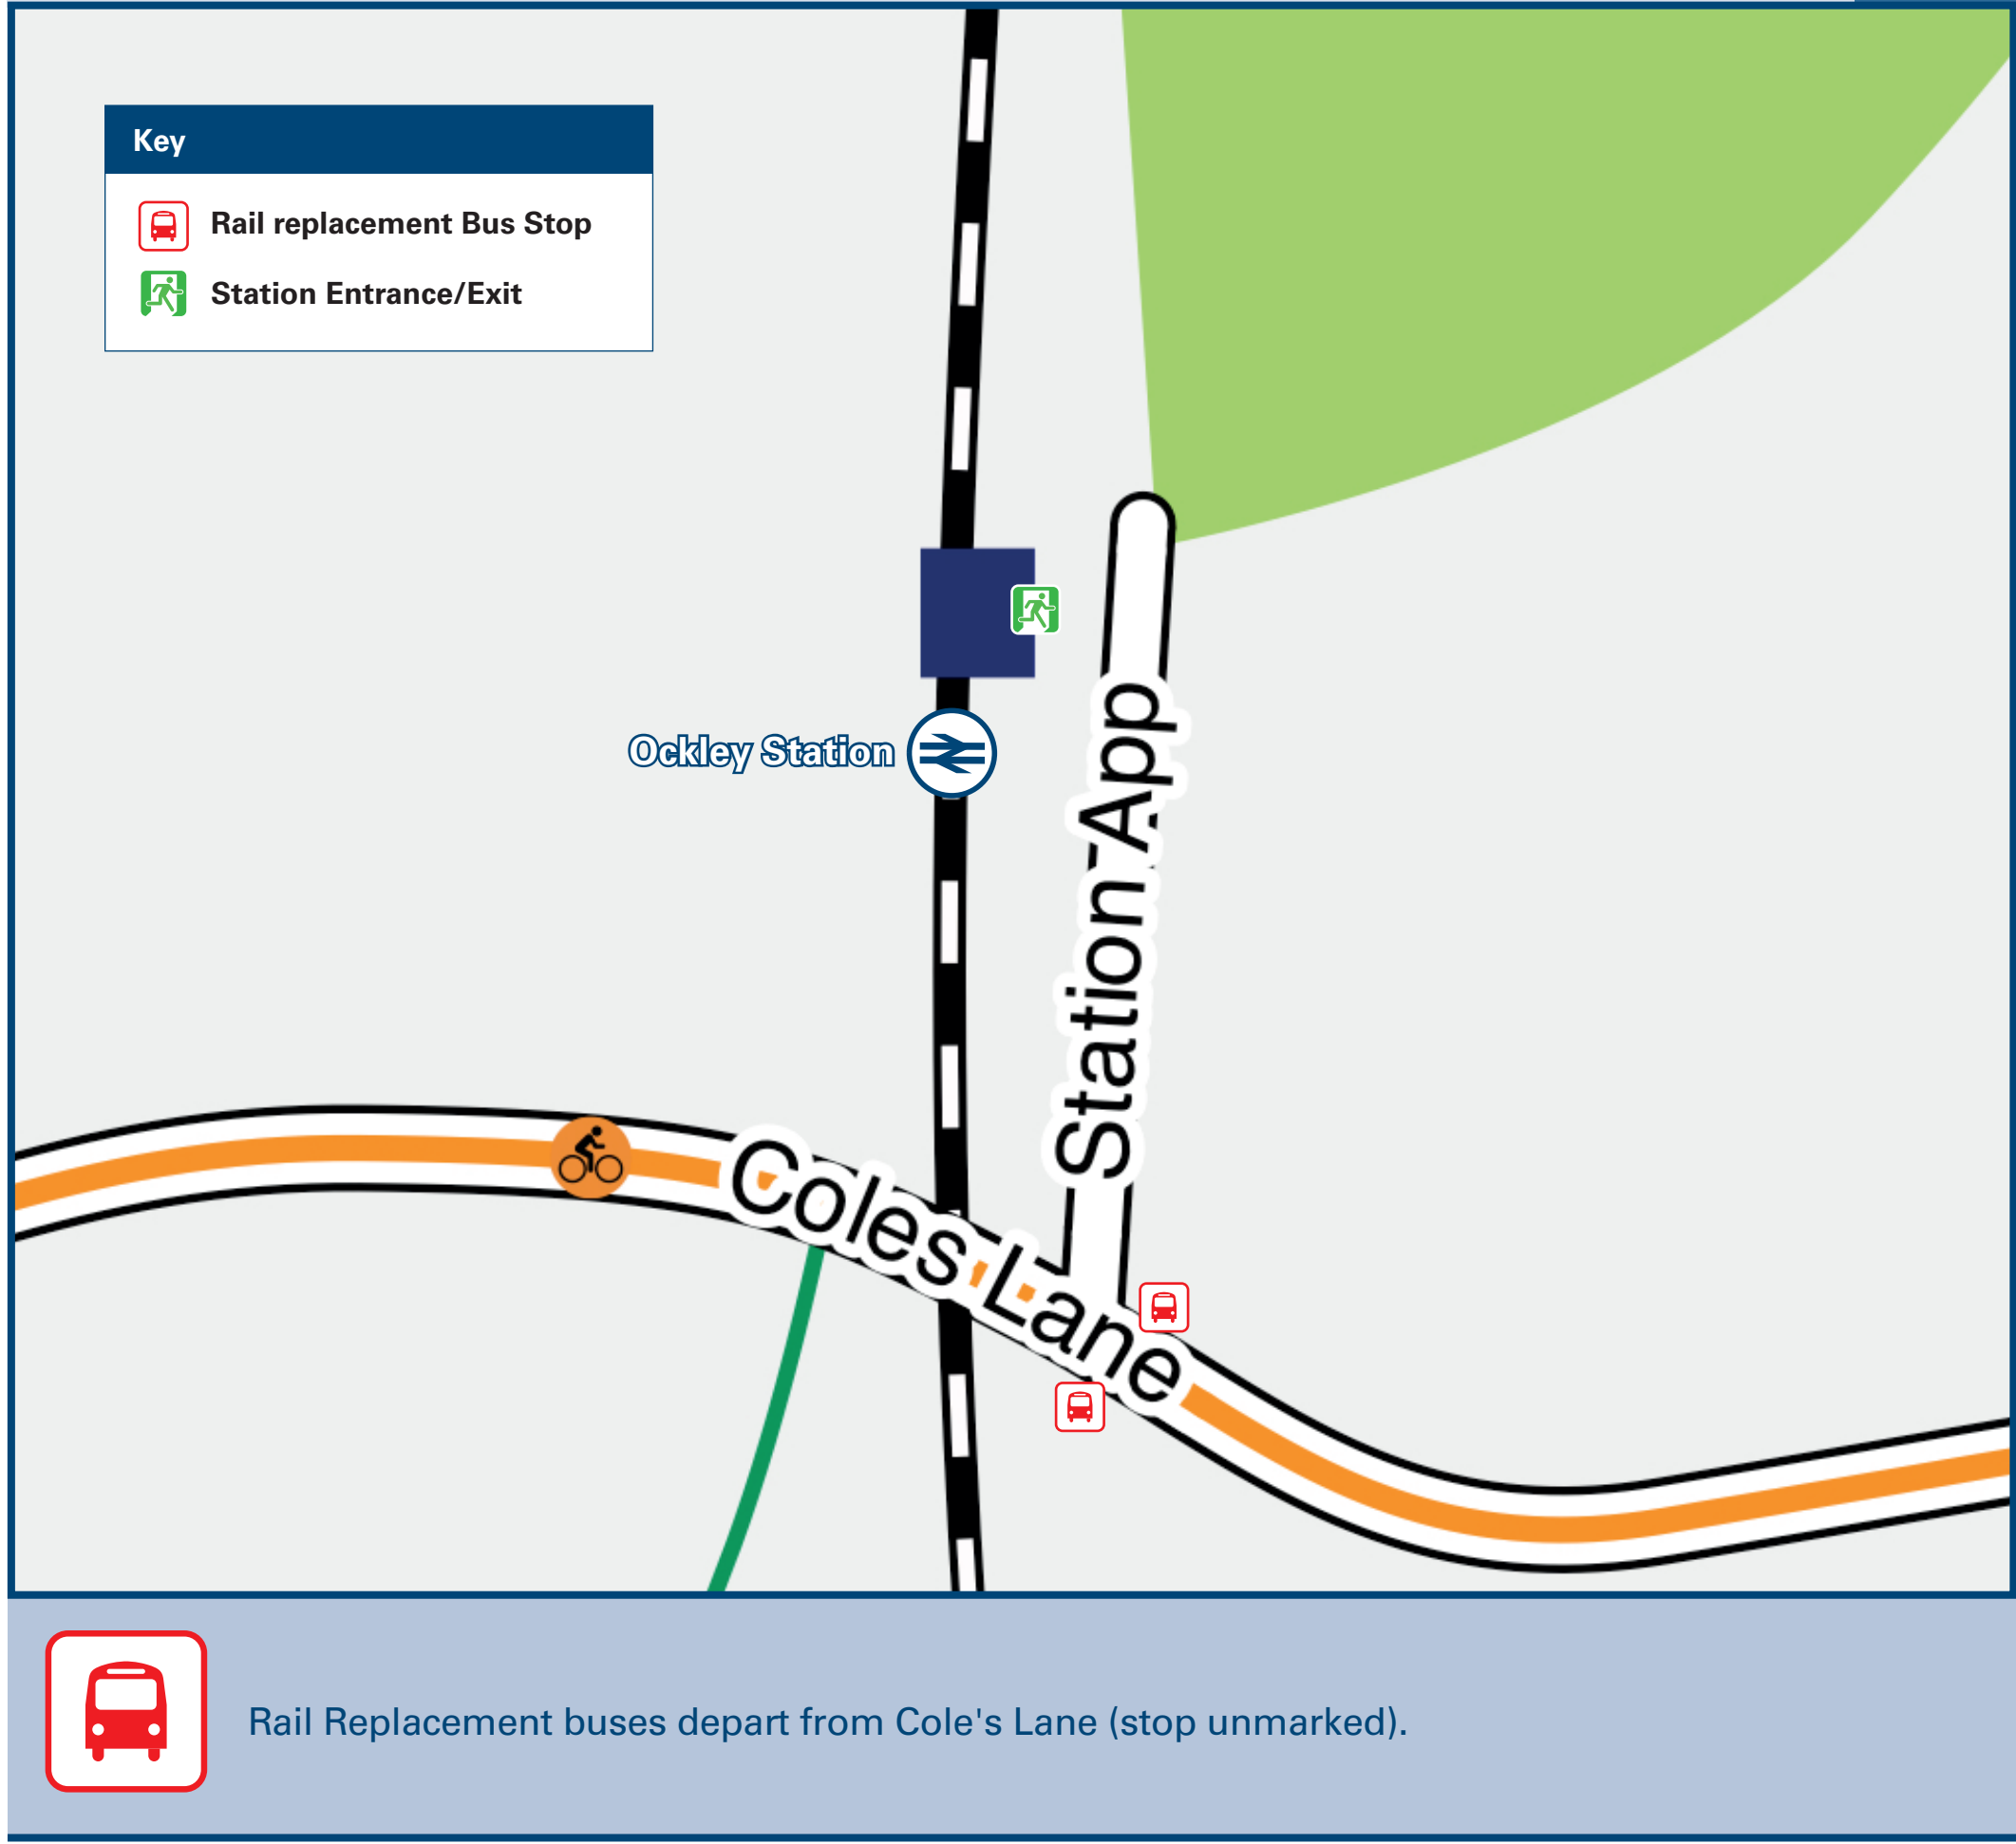 Key
Rail replacement Bus Stop
Station Entrance/Exit
Ockley Station
Station App
Coles Lane
Rail Replacement buses depart from Cole's Lane (stop unmarked).